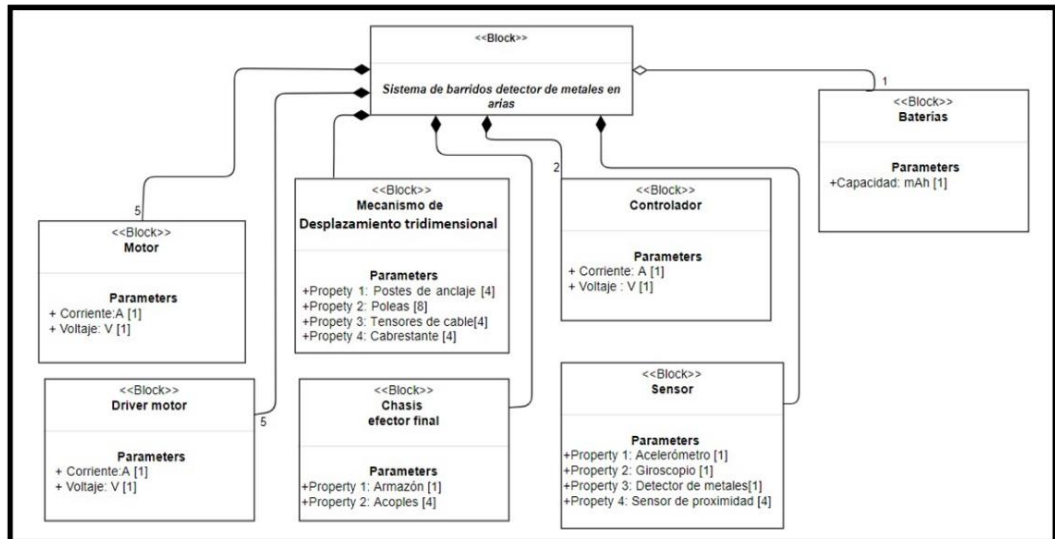 <<Block>>
Sistema de barridos detector de metales en
arias
1
<<Block>>
Baterías
Parameters
+Capacidad: mAh [1]
5
<<Block>>
Motor
Parameters
+ Corriente:A [1]
+ Voltaje: V [1]
<<Block>>
Mecanismo de
Desplazamiento tridimensional
Parameters
+Propety 1: Postes de anclaje [4]
+Propety 2: Poleas [8]
+Propety 3: Tensores de cable[4]
+Propety 4: Cabrestante [4]
2
<<Block>>
Controlador
Parameters
+ Corriente: A [1]
+ Voltaje : V [1]
<<Block>>
Driver motor
5
Parameters
+ Corriente:A [1]
+ Voltaje: V [1]
<<Block>>
Chasis
efector final
Parameters
+Property 1: Armazón [1]
+Property 2: Acoples [4]
<<Block>>
Sensor
Parameters
+Property 1: Acelerómetro [1]
+Property 2: Giroscopio [1]
+Property 3: Detector de metales[1]
+Propety 4: Sensor de proximidad [4]